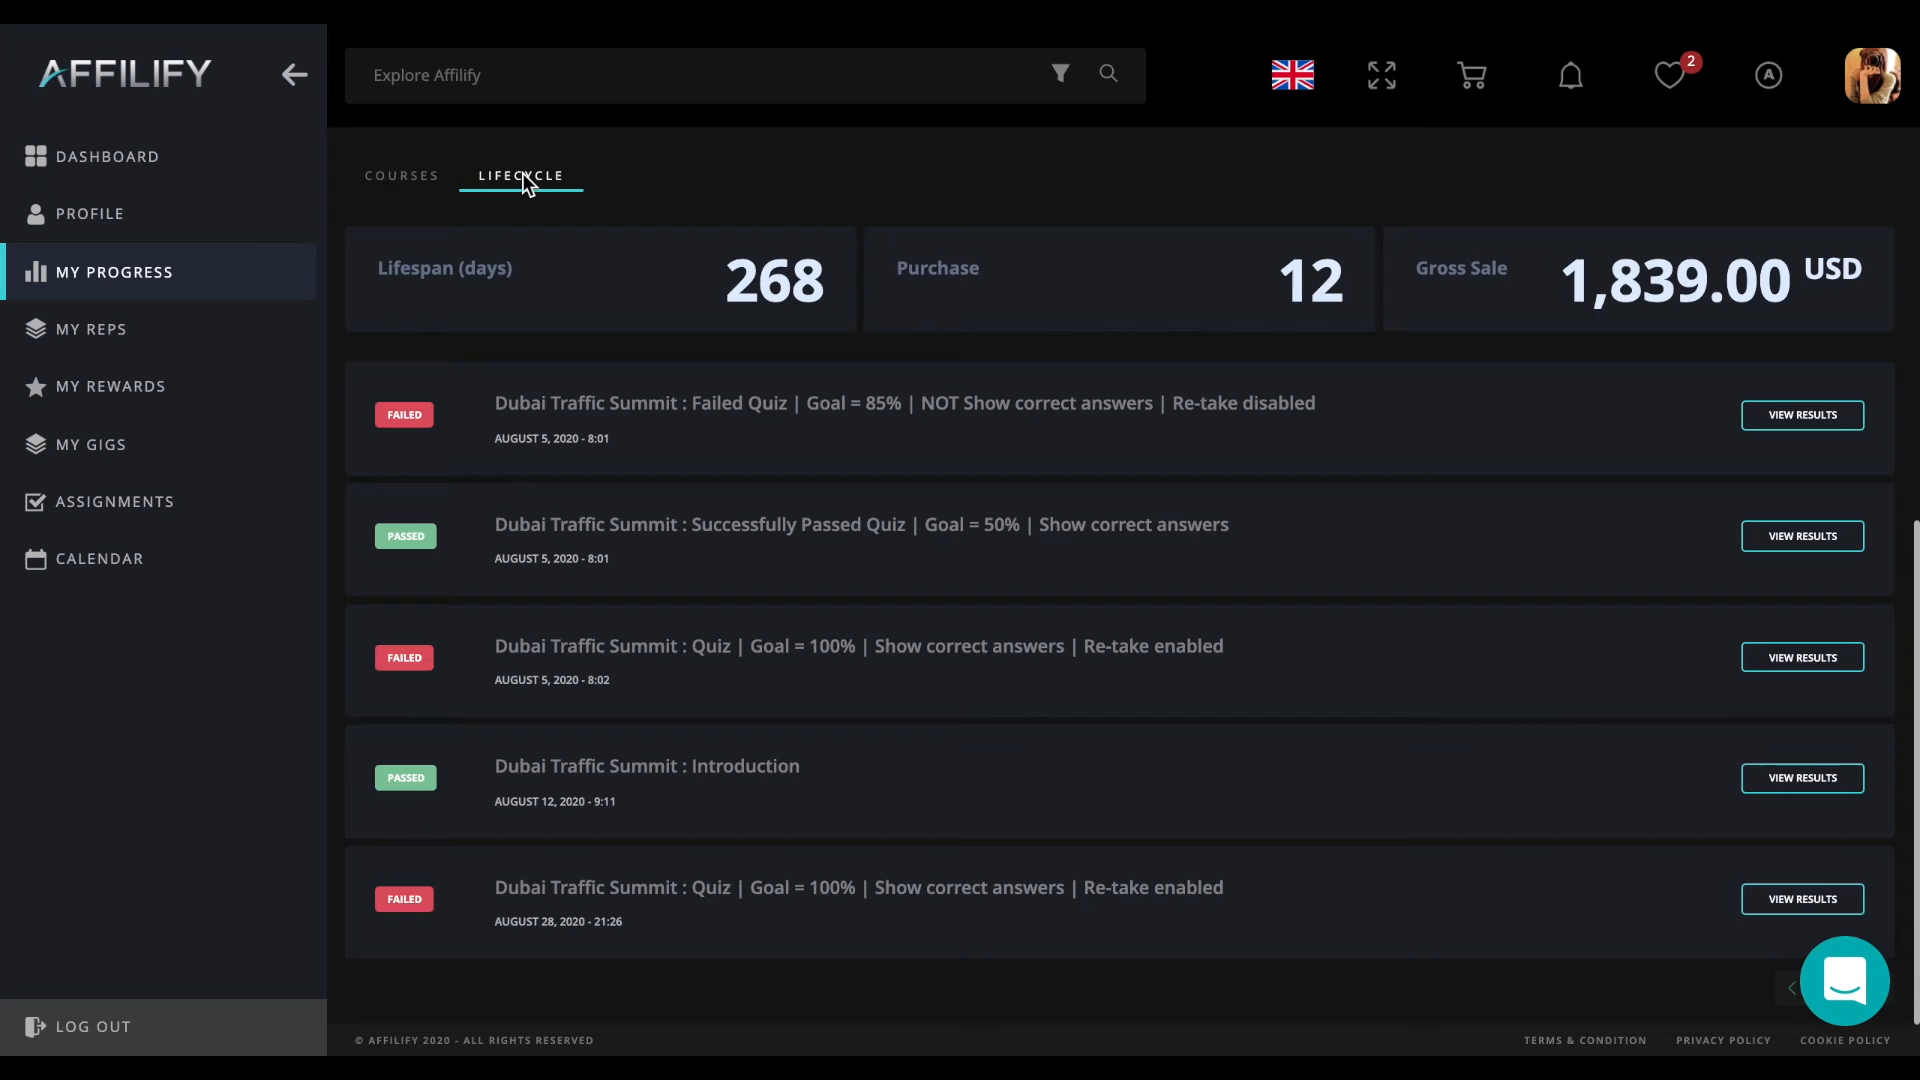 AFFILIFY
Explore Affilify
2
A
DASHBOARD
PROFILE
MY PROGRESS
MY REPS
MY REWARDS
MY GIGS
ASSIGNMENTS
CALENDAR
LOG OUT
COURSES
LIFECYCLE
Lifespan (days)
268
Purchase
12
Gross Sale
1,839.00 USD
FAILED
Dubai Traffic Summit : Failed Quiz | Goal = 85% | NOT Show correct answers | Re-take disabled
AUGUST 5, 2020 - 8:01
VIEW RESULTS
PASSED
Dubai Traffic Summit : Successfully Passed Quiz | Goal = 50% | Show correct answers
AUGUST 5, 2020 - 8:01
VIEW RESULTS
FAILED
Dubai Traffic Summit : Quiz | Goal = 100% | Show correct answers | Re-take enabled
AUGUST 5, 2020 - 8:02
VIEW RESULTS
PASSED
Dubai Traffic Summit : Introduction
AUGUST 12, 2020 - 9:11
VIEW RESULTS
FAILED
Dubai Traffic Summit : Quiz | Goal = 100% | Show correct answers | Re-take enabled
AUGUST 28, 2020 - 21:26
VIEW RESULTS
© AFFILIFY 2020 - ALL RIGHTS RESERVED
TERMS & CONDITION
PRIVACY POLICY
COOKIE POLICY